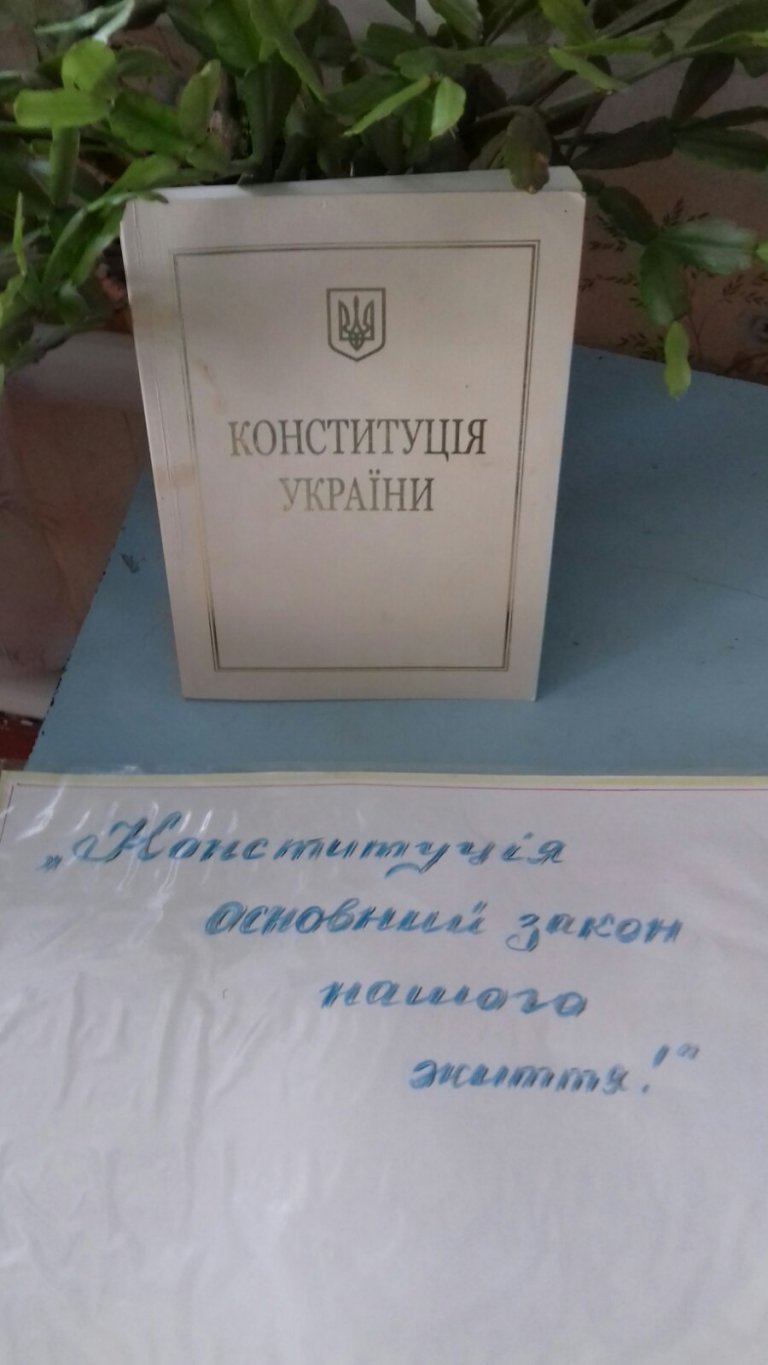 КОНСТИТУЦІЯ
УКРАЇНИ
„Конституція
основний закон
нашого
життя!“